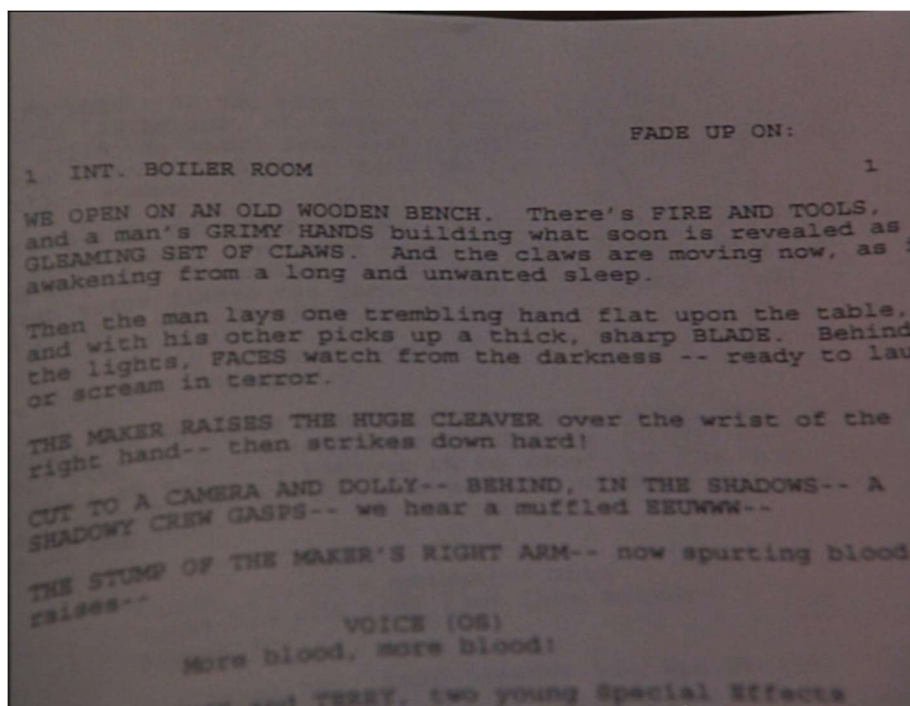 FADE UP ON:
1 INT. BOILER ROOM 1
WE OPEN ON AN OLD WOODEN BENCH. There's FIRE AND TOOLS,
and a man's GRIMY HANDS building what soon is revealed as
GLEAMING SET OF CLAWS. And the claws are moving now, as
awakening from a long and unwanted sleep.
Then the man lays one trembling hand flat upon the table,
and with his other picks up a thick, sharp BLADE. Behind
the lights, FACES watch from the darkness -- ready to lau
or scream in terror.
THE MAKER RAISES THE HUGE CLEAVER over the wrist of the
right hand-- then strikes down hard!
CUT TO A CAMERA AND DOLLY-- BEHIND, IN THE SHADOWS-- A
SHADOWY CREW GASPS-- we hear a muffled EEUWWW--
THE STUMP OF THE MAKER'S RIGHT ARM-- now spurting blood
raises--
VOICE (OS)
More blood, more blood!
and TERRY, two young Special Effects